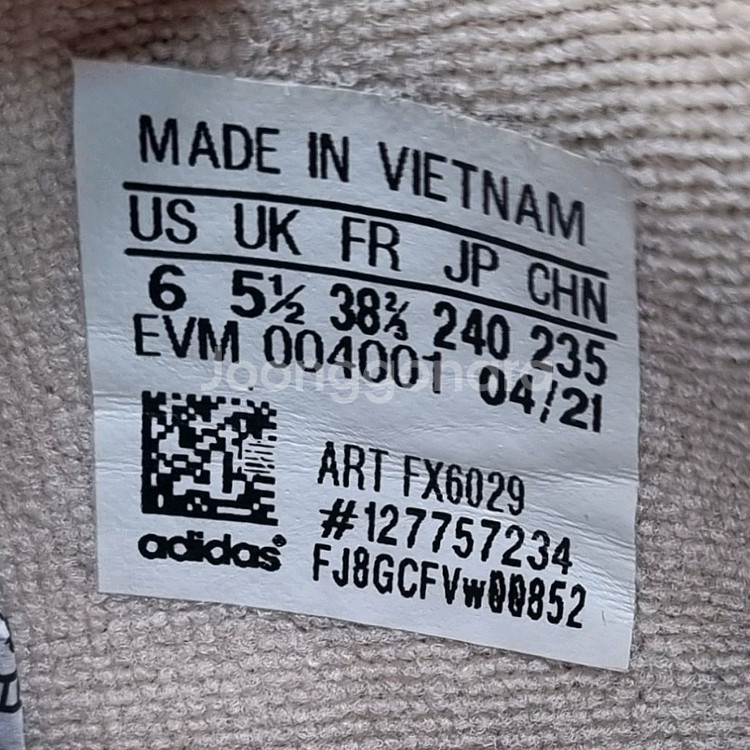 MADE IN VIETNAM
US UK FR JP CHN
6 5½ 38⅔ 240 235
EVM 004001 04/21
Joonggonara
ART FX6029
#127757234
adidas®
FJ8GCFVw00852